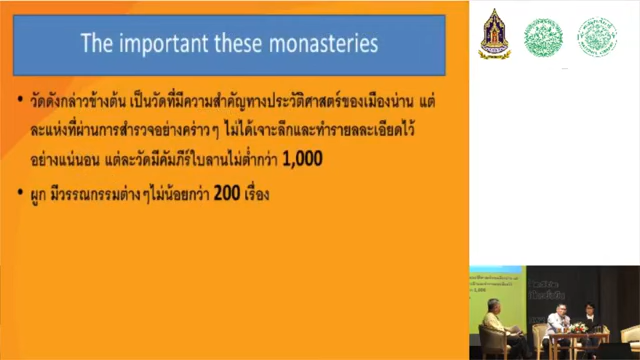 The important these monasteries
• วัดดังกล่าวข้างต้น เป็นวัดที่มีความสำคัญทางประวัติศาสตร์ของเมืองน่าน แต่
ละแห่งที่ผ่านการสำรวจอย่างคร่าวๆ ไม่ได้เจาะลึกและทำรายละเอียดไว้
อย่างแน่นอน แต่ละวัดมีคัมภีร์ใบลานไม่ต่ำกว่า 1,000
• ผูก มีวรรณกรรมต่างๆไม่น้อยกว่า 200 เรื่อง